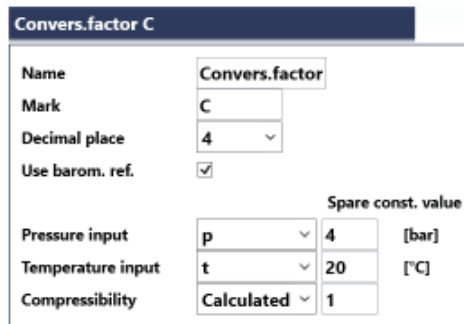 Convers.factor C
Name Convers.factor
Mark C
Decimal place 4
Use barom. ref.
Spare const. value
Pressure input p 4 [bar]
Temperature input t 20 [°C]
Compressibility Calculated 1